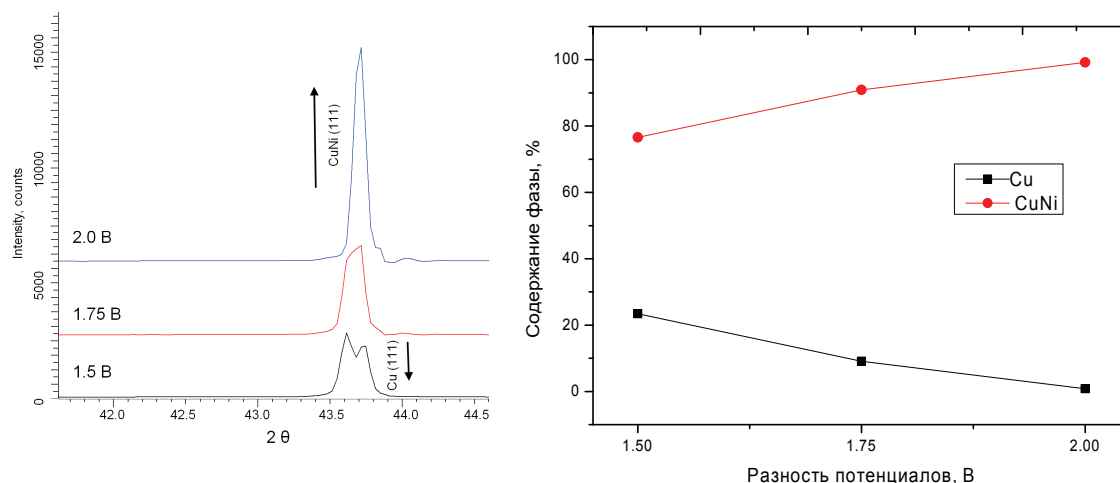 Intensity, counts
15000
10000
5000
0
CuNi (111)
2.0 В
1.75 В
1.5 В
Cu (111)
42.0 42.5 43.0 43.5 44.0 44.5
2 θ
Содержание фазы, %
100
80
60
40
20
0
Cu
CuNi
1.50 1.75 2.00
Разность потенциалов, В